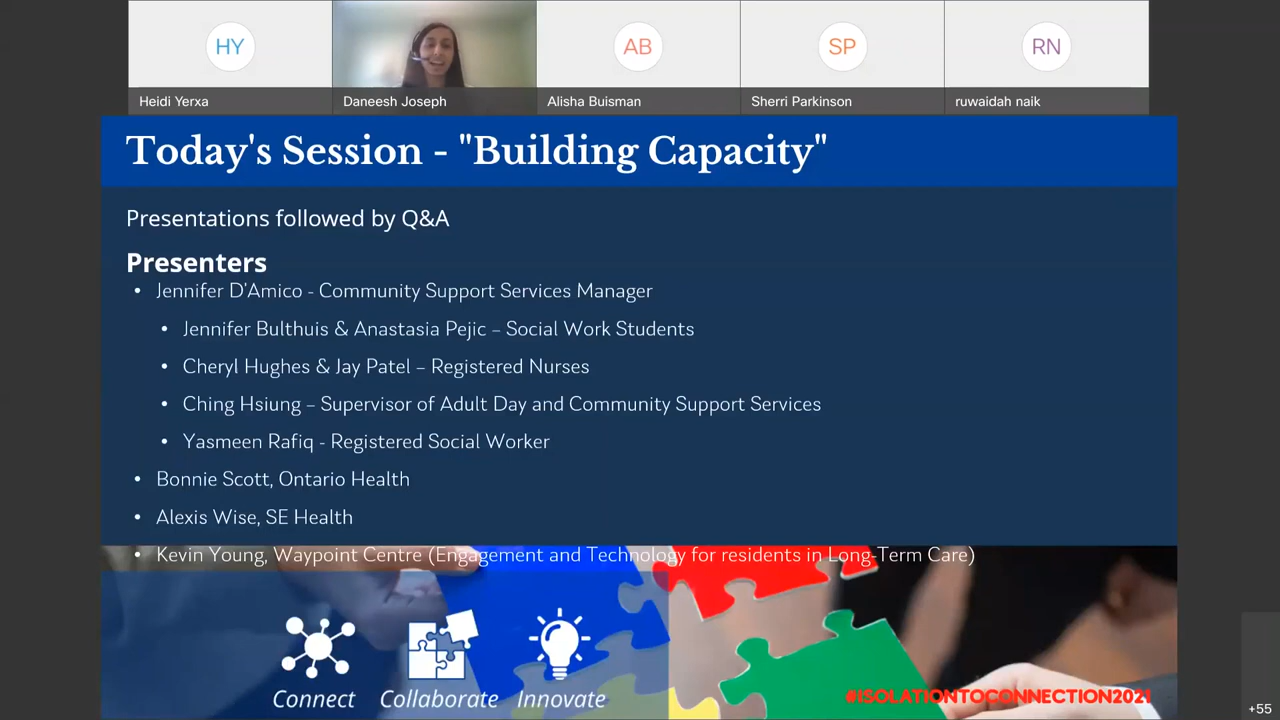 HY
AB
SP
RN
Heidi Yerxa
Daneesh Joseph
Alisha Buisman
Sherri Parkinson
ruwaidah naik
Today's Session - "Building Capacity"
Presentations followed by Q&A
Presenters
• Jennifer D'Amico - Community Support Services Manager
• Jennifer Bulthuis & Anastasia Pejic – Social Work Students
• Cheryl Hughes & Jay Patel – Registered Nurses
• Ching Hsiung – Supervisor of Adult Day and Community Support Services
• Yasmeen Rafiq - Registered Social Worker
• Bonnie Scott, Ontario Health
• Alexis Wise, SE Health
• Kevin Young, Waypoint Centre (Engagement and Technology for residents in Long-Term Care)
Connect Collaborate Innovate
#ISOLATIONTOCONNECTION2021
+55